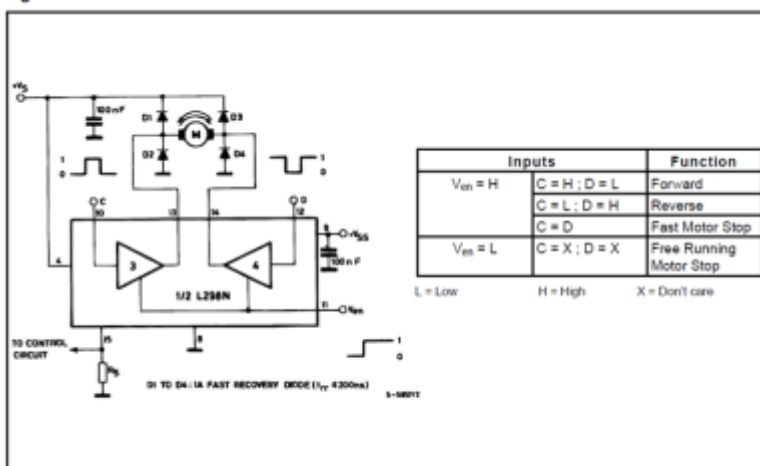 +Vs
100nF
D1
D3
M
D2
D4
1
0
1
0
C
D
10
13
14
12
9
+VSS
100nF
4
3
4
1/2 L298N
11
Ven
15
8
TO CONTROL
CIRCUIT
RS
1
0
D1 TO D4: 1A FAST RECOVERY DIODE (trr ≤ 200ns)
Inputs Function
Ven = H C = H ; D = L Forward
C = L ; D = H Reverse
C = D Fast Motor Stop
Ven = L C = X ; D = X Free Running
Motor Stop
L = Low H = High X = Don't care